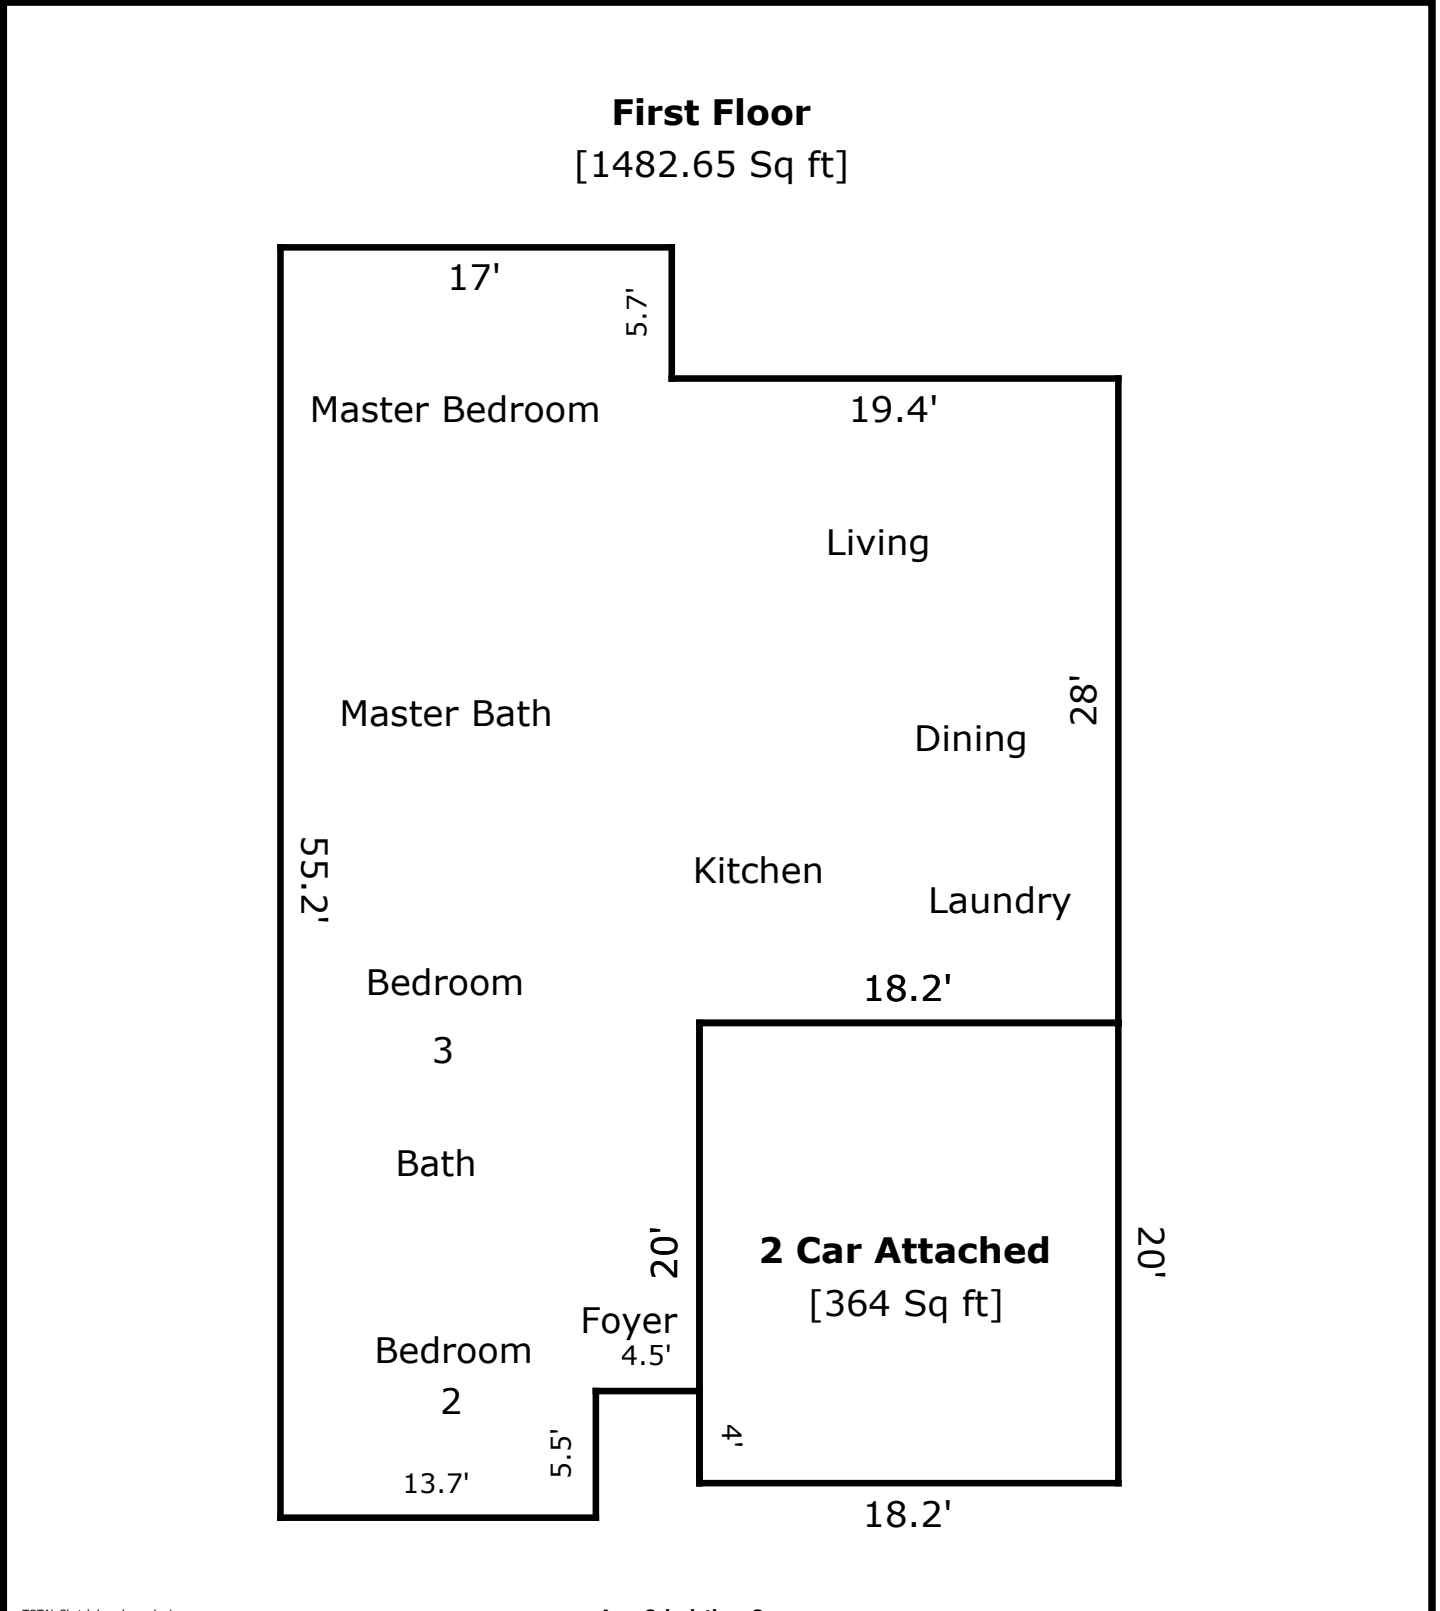 First Floor
[1482.65 Sq ft]
17'
5.7'
Master Bedroom
19.4'
Living
28'
Master Bath
Dining
55.2'
Kitchen
Laundry
Bedroom
3
18.2'
Bath
20'
2 Car Attached
[364 Sq ft]
20'
Foyer
4.5'
Bedroom
2
4'
5.5'
13.7'
18.2'